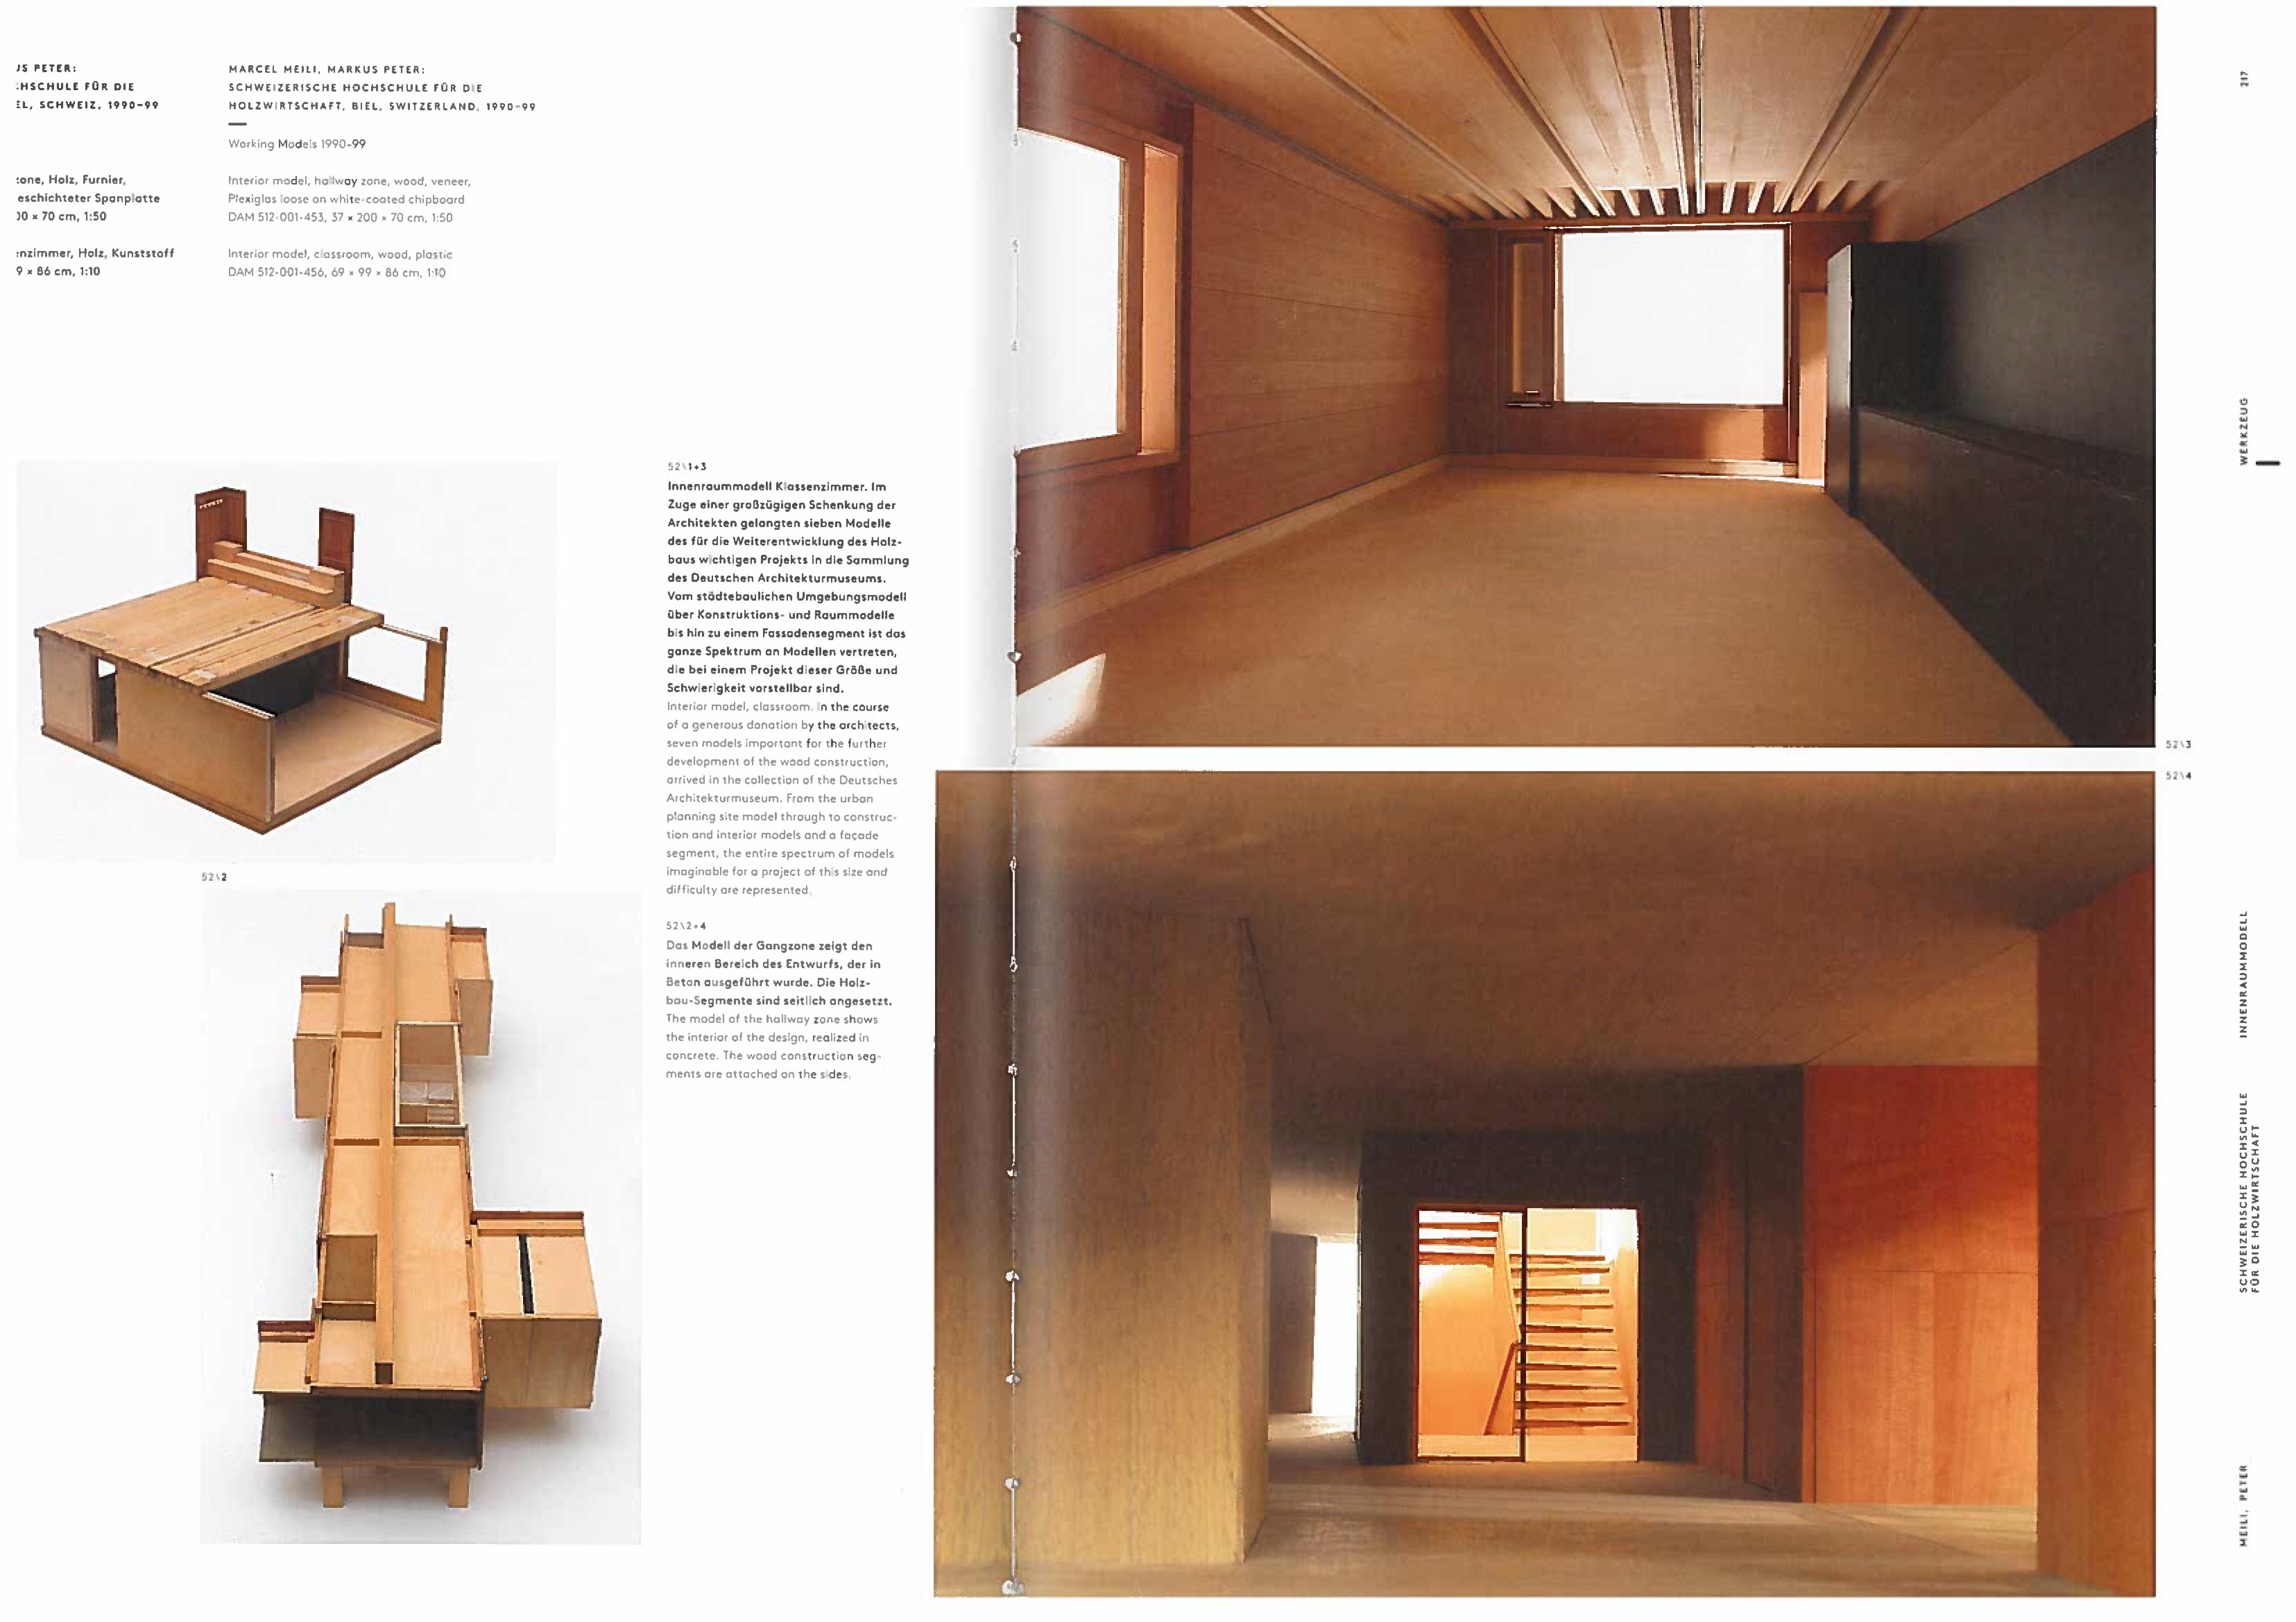 PETER:
HSCHULE FÜR DIE
L, SCHWEIZ, 1990–99
Holz, Furnier,
eschichteter Spanplatte
× 70 cm, 1:50
nzimmer, Holz, Kunststoff
9 × 86 cm, 1:10
MARCEL MEILI, MARKUS PETER:
SCHWEIZERISCHE HOCHSCHULE FÜR DIE
HOLZWIRTSCHAFT, BIEL, SWITZERLAND, 1990–99
Working Models 1990–99
Interior model, hallway zone, wood, veneer,
Plexiglas loose on white-coated chipboard
DAM 512-001-453, 37 × 200 × 70 cm, 1:50
Interior model, classroom, wood, plastic
DAM 512-001-456, 69 × 99 × 86 cm, 1:10
52\2
52\1+3
Innenraummodell Klassenzimmer. Im
Zuge einer großzügigen Schenkung der
Architekten gelangten sieben Modelle
des für die Weiterentwicklung des Holz-
baus wichtigen Projekts in die Sammlung
des Deutschen Architekturmuseums.
Vom städtebaulichen Umgebungsmodell
über Konstruktions- und Raummodelle
bis hin zu einem Fassadensegment ist das
ganze Spektrum an Modellen vertreten,
die bei einem Projekt dieser Größe und
Schwierigkeit vorstellbar sind.
Interior model, classroom. In the course
of a generous donation by the architects,
seven models important for the further
development of the wood construction,
arrived in the collection of the Deutsches
Architekturmuseum. From the urban
planning site model through to construc-
tion and interior models and a façade
segment, the entire spectrum of models
imaginable for a project of this size and
difficulty are represented.
52\2+4
Das Modell der Gangzone zeigt den
inneren Bereich des Entwurfs, der in
Beton ausgeführt wurde. Die Holz-
bau-Segmente sind seitlich angesetzt.
The model of the hallway zone shows
the interior of the design, realized in
concrete. The wood construction seg-
ments are attached on the sides.
52\3
52\4
217
WERKZEUG
INNENRAUMMODELL
SCHWEIZERISCHE HOCHSCHULE
FÜR DIE HOLZWIRTSCHAFT
MEILI, PETER